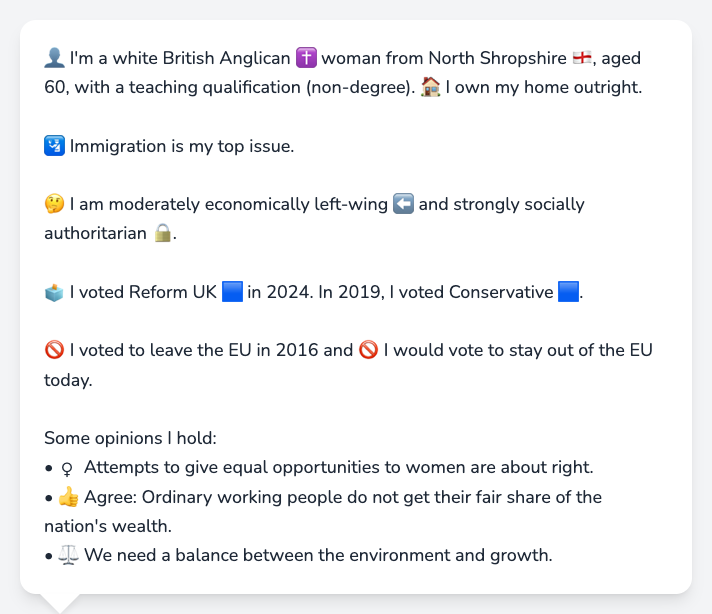 👤 I'm a white British Anglican ✝️ woman from North Shropshire 🏴󠁧󠁢󠁥󠁮󠁧󠁿, aged
60, with a teaching qualification (non-degree). 🏠 I own my home outright.
🛂 Immigration is my top issue.
🤔 I am moderately economically left-wing ⬅️ and strongly socially
authoritarian 🔒.
🗳️ I voted Reform UK 🟦 in 2024. In 2019, I voted Conservative 🟦.
🚫 I voted to leave the EU in 2016 and 🚫 I would vote to stay out of the EU
today.
Some opinions I hold:
• ♀ Attempts to give equal opportunities to women are about right.
• 👍 Agree: Ordinary working people do not get their fair share of the
nation's wealth.
• ⚖️ We need a balance between the environment and growth.